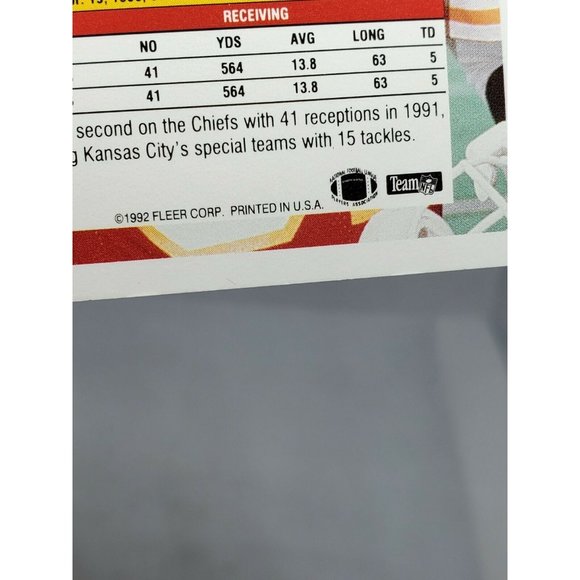 RECEIVING
NO YDS AVG LONG TD
41 564 13.8 63 5
41 564 13.8 63 5
second on the Chiefs with 41 receptions in 1991,
g Kansas City's special teams with 15 tackles.
Team NFL
©1992 FLEER CORP. PRINTED IN U.S.A.